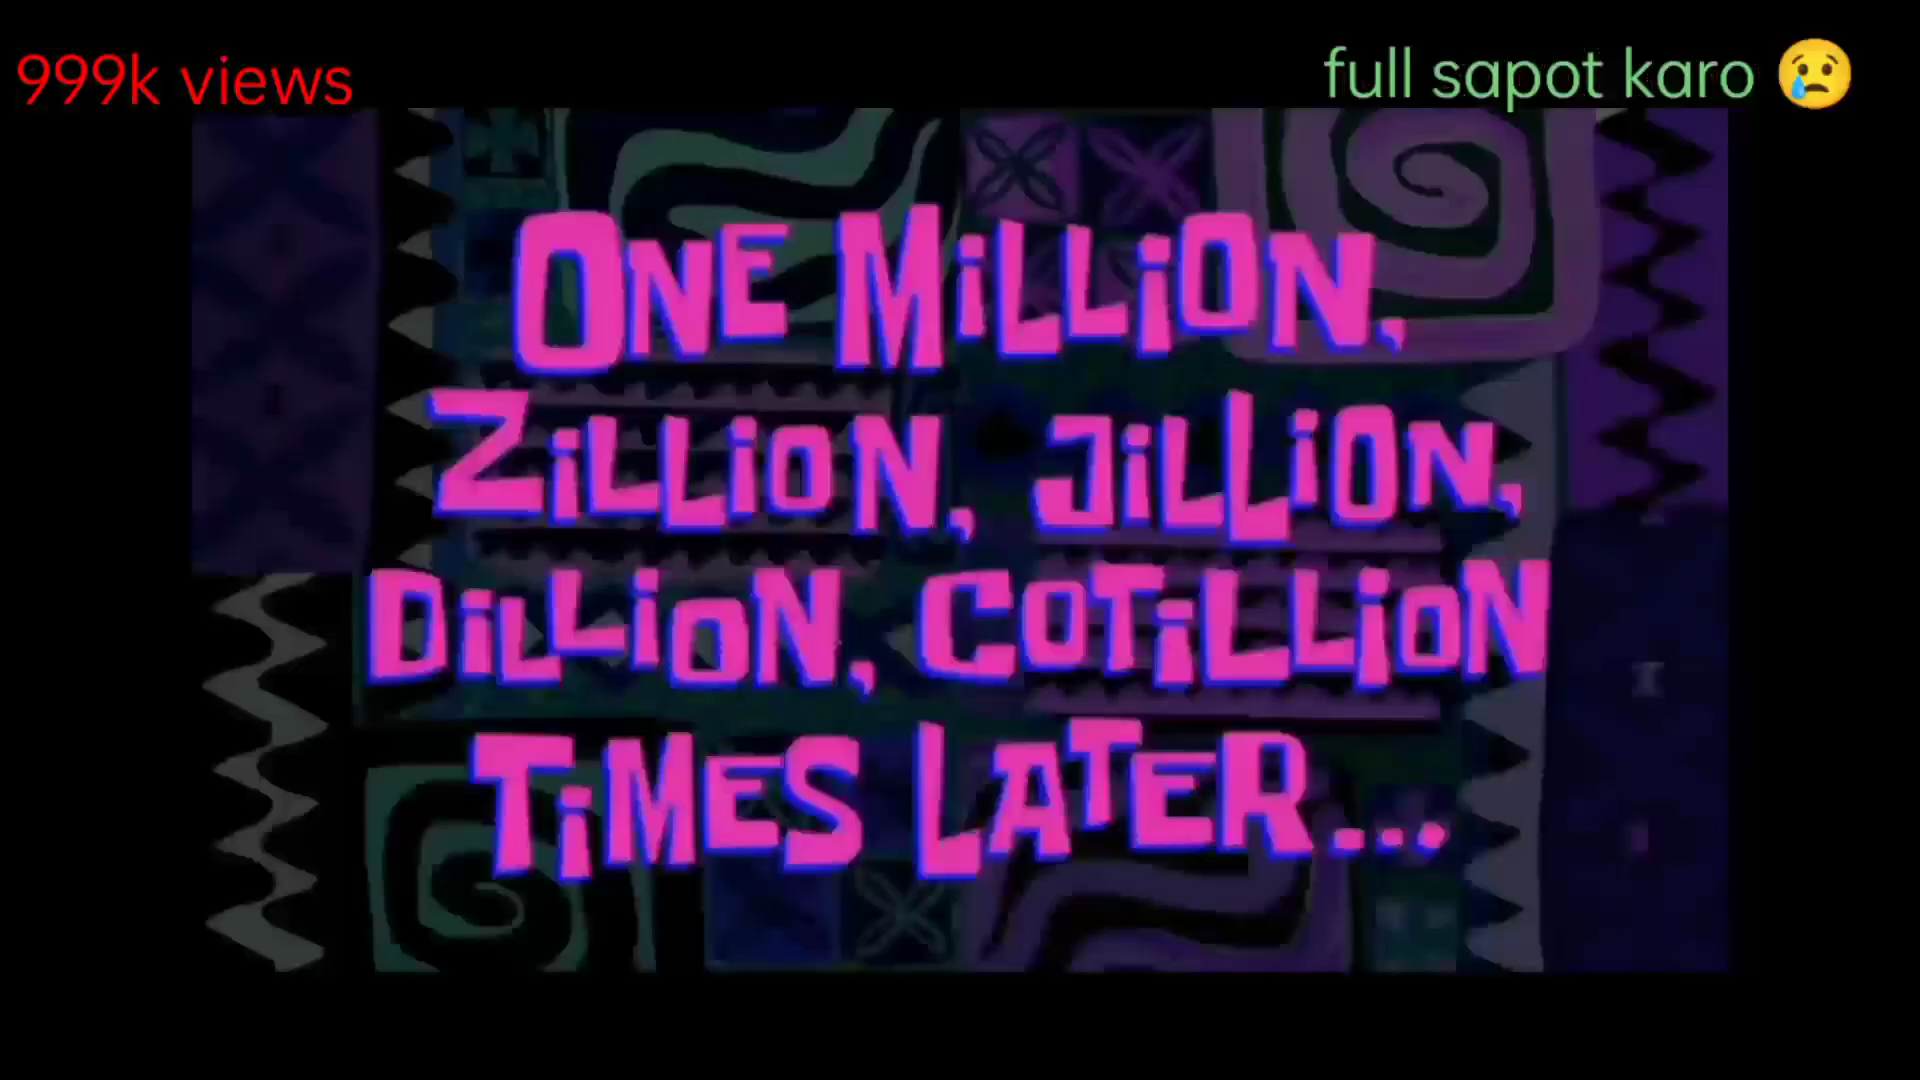 999k views
full sapot karo 😢
ONE MiLLiON,
ZiLLiON, JiLLiON,
DiLLiON, COTiLLiON
TiMES LATER...